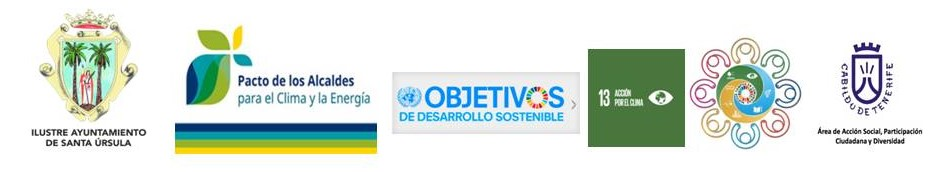 ILUSTRE AYUNTAMIENTO
DE SANTA ÚRSULA
Pacto de los Alcaldes
para el Clima y la Energía
OBJETIVOS
DE DESARROLLO SOSTENIBLE
13 ACCIÓN
POR EL CLIMA
CABILDO DE TENERIFE
Área de Acción Social, Participación
Ciudadana y Diversidad